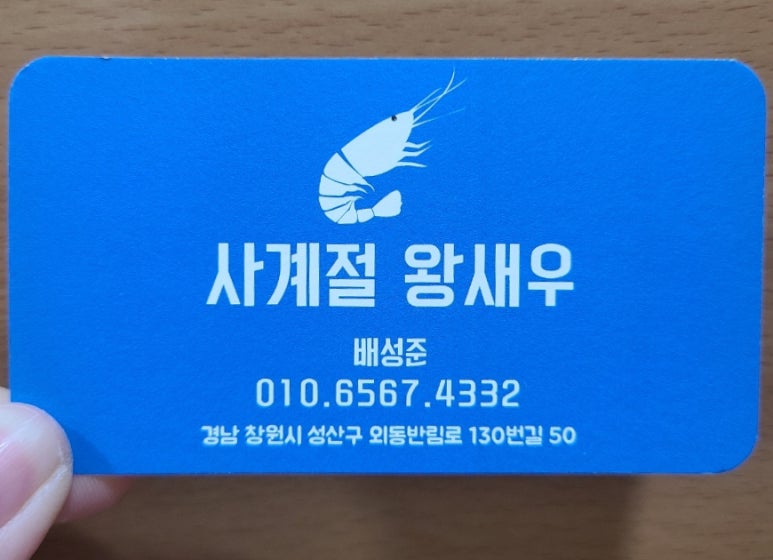 사계절 왕새우
배성준
010.6567.4332
경남 창원시 성산구 외동반림로 130번길 50